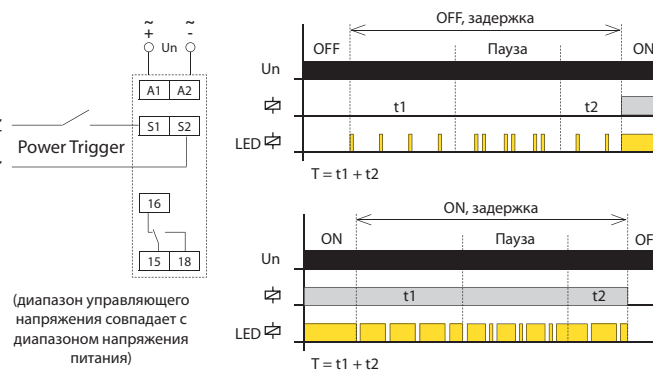 ~ ~
+ Un -
A1 A2
S1 S2
Power Trigger
16
15 18
(диапазон управляющего
напряжения совпадает с
диапазоном напряжения
питания)
OFF, задержка
OFF Пауза ON
Un
t1 t2
LED
T = t1 + t2
ON, задержка
ON Пауза OF
Un
t1 t2
LED
T = t1 + t2